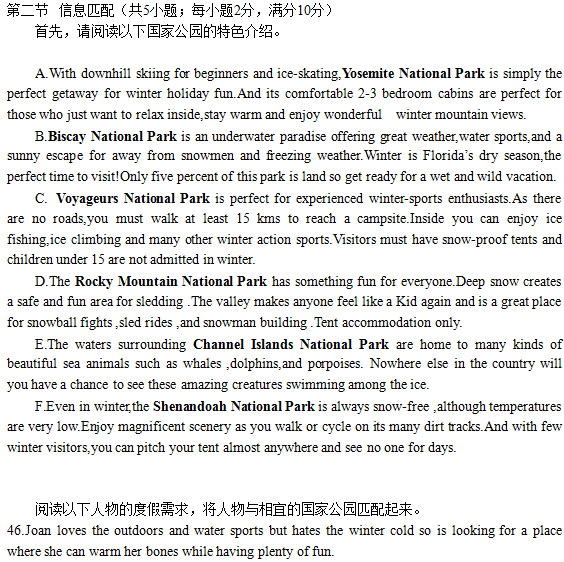 第二节  信息匹配（共5小题；每小题2分，满分10分）
首先，请阅读以下国家公园的特色介绍。
A.With downhill skiing for beginners and ice-skating,Yosemite National Park is simply the
perfect getaway for winter holiday fun.And its comfortable 2-3 bedroom cabins are perfect for
those who just want to relax inside,stay warm and enjoy wonderful   winter mountain views.
B.Biscay National Park is an underwater paradise offering great weather,water sports,and a
sunny escape for away from snowmen and freezing weather.Winter is Florida's dry season,the
perfect time to visit!Only five percent of this park is land so get ready for a wet and wild vacation.
C. Voyageurs National Park is perfect for experienced winter-sports enthusiasts.As there
are no roads,you must walk at least 15 kms to reach a campsite.Inside you can enjoy ice
fishing,ice climbing and many other winter action sports.Visitors must have snow-proof tents and
children under 15 are not admitted in winter.
D.The Rocky Mountain National Park has something fun for everyone.Deep snow creates
a safe and fun area for sledding .The valley makes anyone feel like a Kid again and is a great place
for snowball fights ,sled rides ,and snowman building .Tent accommodation only.
E.The waters surrounding Channel Islands National Park are home to many kinds of
beautiful sea animals such as whales ,dolphins,and porpoises. Nowhere else in the country will
you have a chance to see these amazing creatures swimming among the ice.
F.Even in winter,the Shenandoah National Park is always snow-free ,although temperatures
are very low.Enjoy magnificent scenery as you walk or cycle on its many dirt tracks.And with few
winter visitors,you can pitch your tent almost anywhere and see no one for days.
阅读以下人物的度假需求，将人物与相宜的国家公园匹配起来。
46.Joan loves the outdoors and water sports but hates the winter cold so is looking for a place
where she can warm her bones while having plenty of fun.